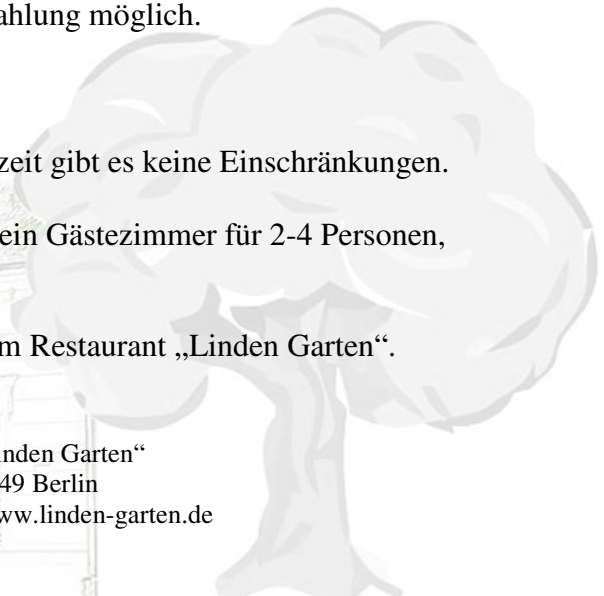 ahlung möglich.
zeit gibt es keine Einschränkungen.
ein Gästezimmer für 2-4 Personen,
m Restaurant „Linden Garten“.
inden Garten“
49 Berlin
ww.linden-garten.de